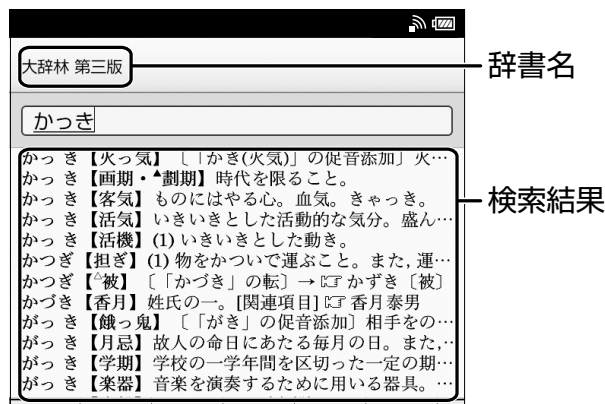 大辞林 第三版
辞書名
かっき
検索結果
かっ き【火っ気】〔「かき(火気)」の促音添加〕火…
かっ き【画期・▲劃期】時代を限ること。
かっ き【客気】ものにはやる心。血気。きゃっき。
かっ き【活気】いきいきとした活動的な気分。盛ん…
かっ き【活機】(1) いきいきとした動き。
かつぎ【担ぎ】(1) 物をかついで運ぶこと。また, 運…
かつぎ【△被】〔「かづき」の転〕→ ☞ かずき〔被〕
かづき【香月】姓氏の一。[関連項目] ☞ 香月泰男
がっ き【餓っ鬼】〔「がき」の促音添加〕相手をの…
がっ き【月忌】故人の命日にあたる毎月の日。また,…
がっ き【学期】学校の一学年間を区切った一定の期…
がっ き【楽器】音楽を演奏するために用いる器具。…